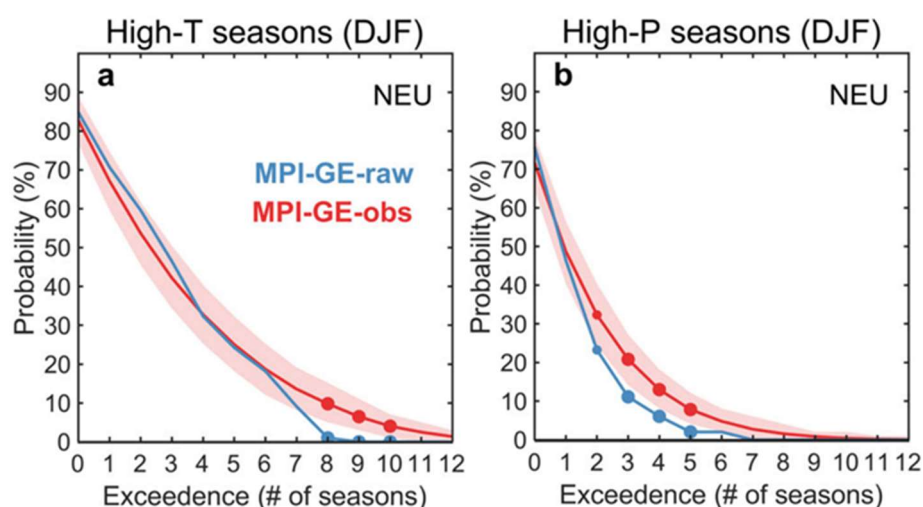 High-T seasons (DJF)
a
NEU
MPI-GE-raw
MPI-GE-obs
Probability (%)
90
80
70
60
50
40
30
20
10
0
0 1 2 3 4 5 6 7 8 9 10 11 12
Exceedence (# of seasons)
High-P seasons (DJF)
b
NEU
Probability (%)
90
80
70
60
50
40
30
20
10
0
0 1 2 3 4 5 6 7 8 9 10 11 12
Exceedence (# of seasons)